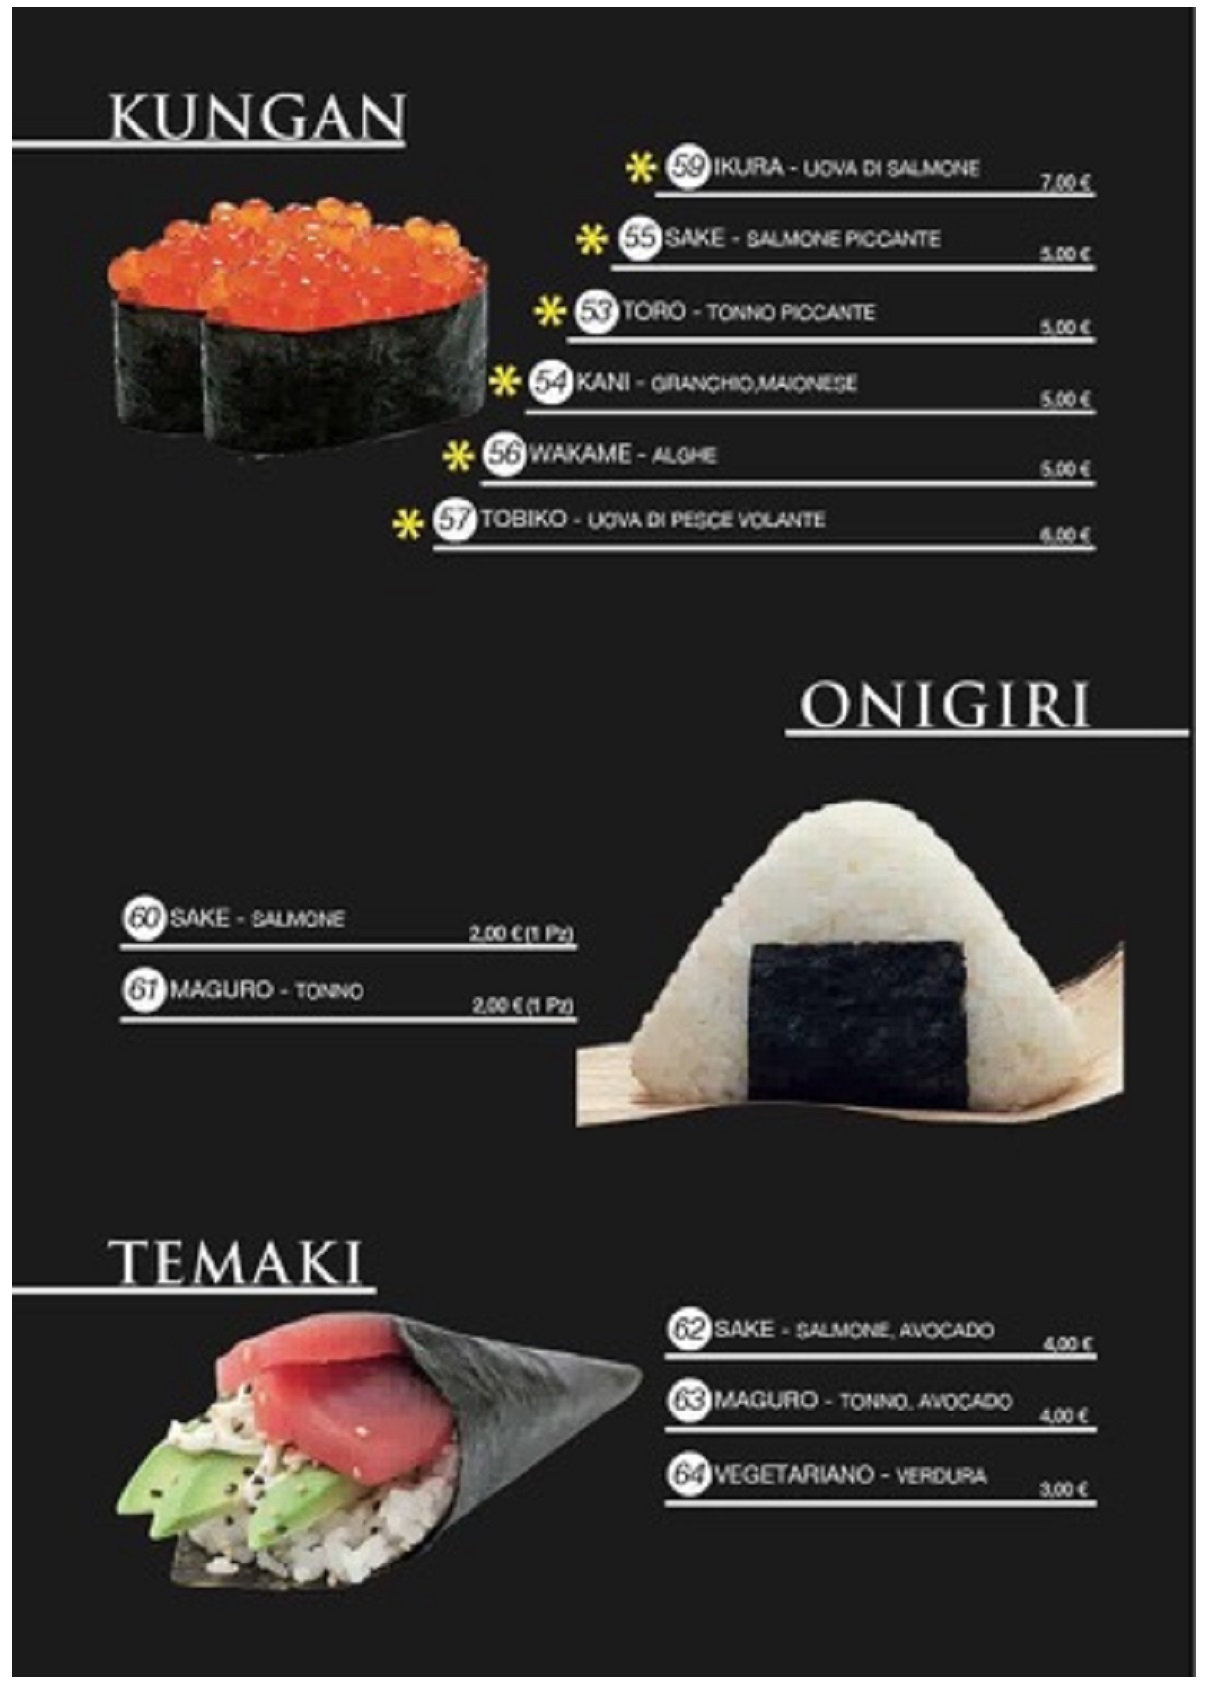 KUNGAN
* 59 IKURA - UOVA DI SALMONE 7,00 €
* 55 SAKE - SALMONE PICCANTE 5,00 €
* 53 TORO - TONNO PICCANTE 5,00 €
* 54 KANI - GRANCHIO,MAIONESE 5,00 €
* 56 WAKAME - ALGHE 5,00 €
* 57 TOBIKO - UOVA DI PESCE VOLANTE 6,00 €
ONIGIRI
60 SAKE - SALMONE 2,00 € (1 Pz)
61 MAGURO - TONNO 2,00 € (1 Pz)
TEMAKI
62 SAKE - SALMONE, AVOCADO 4,00 €
63 MAGURO - TONNO, AVOCADO 4,00 €
64 VEGETARIANO - VERDURA 3,00 €